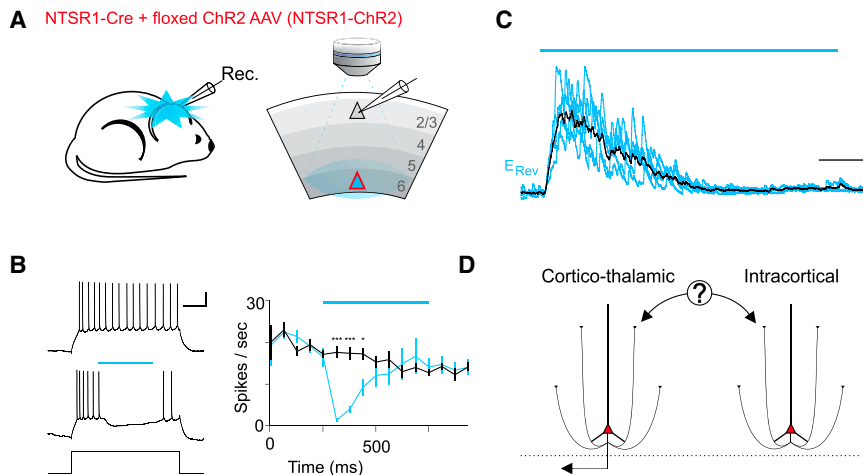 A
NTSR1-Cre + floxed ChR2 AAV (NTSR1-ChR2)
Rec.
2/3
4
5
6
C
E Rev
B
30
Spikes / sec
*** *** *
0
0
500
Time (ms)
D
Cortico-thalamic
Intracortical
?